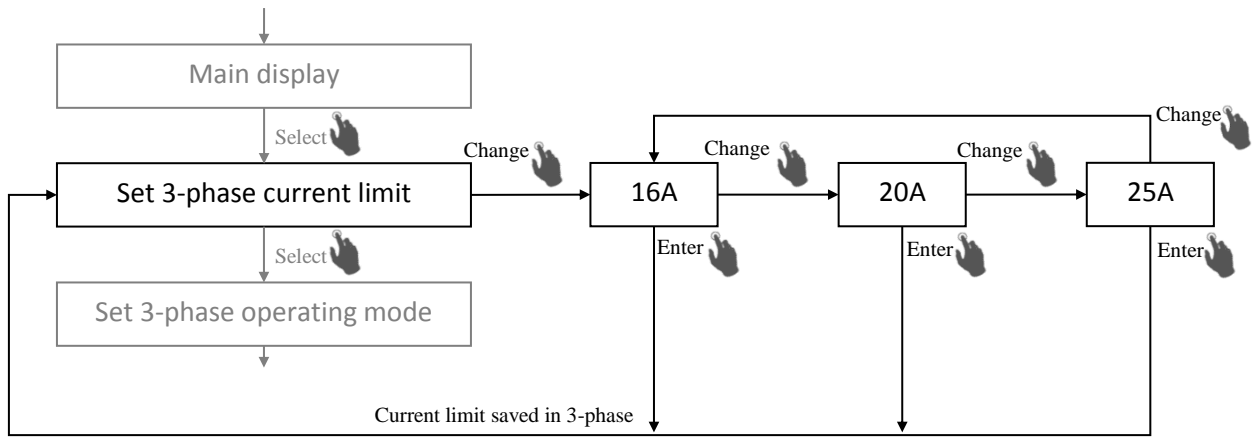 Main display
Select
Change
Change
Change
Change
Set 3-phase current limit
16A
20A
25A
Select
Enter
Enter
Enter
Set 3-phase operating mode
Current limit saved in 3-phase